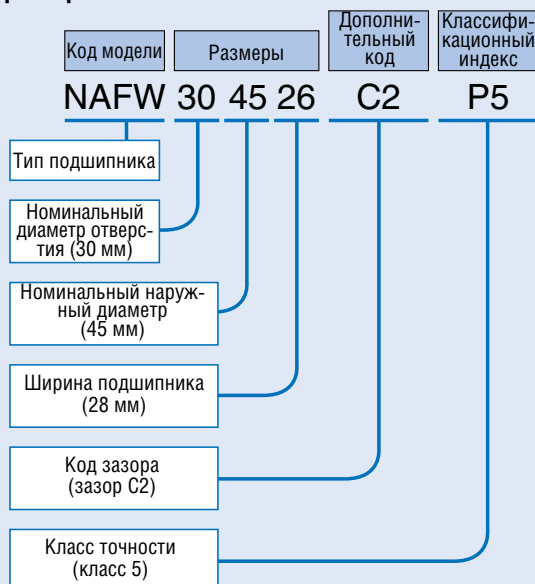 Код модели
Размеры
Дополни-
тельный
код
Классифи-
кационный
индекс
NAFW 30 45 26 C2 P5
Тип подшипника
Номинальный
диаметр отверс-
тия (30 мм)
Номинальный наруж-
ный диаметр
(45 мм)
Ширина подшипника
(28 мм)
Код зазора
(зазор C2)
Класс точности
(класс 5)